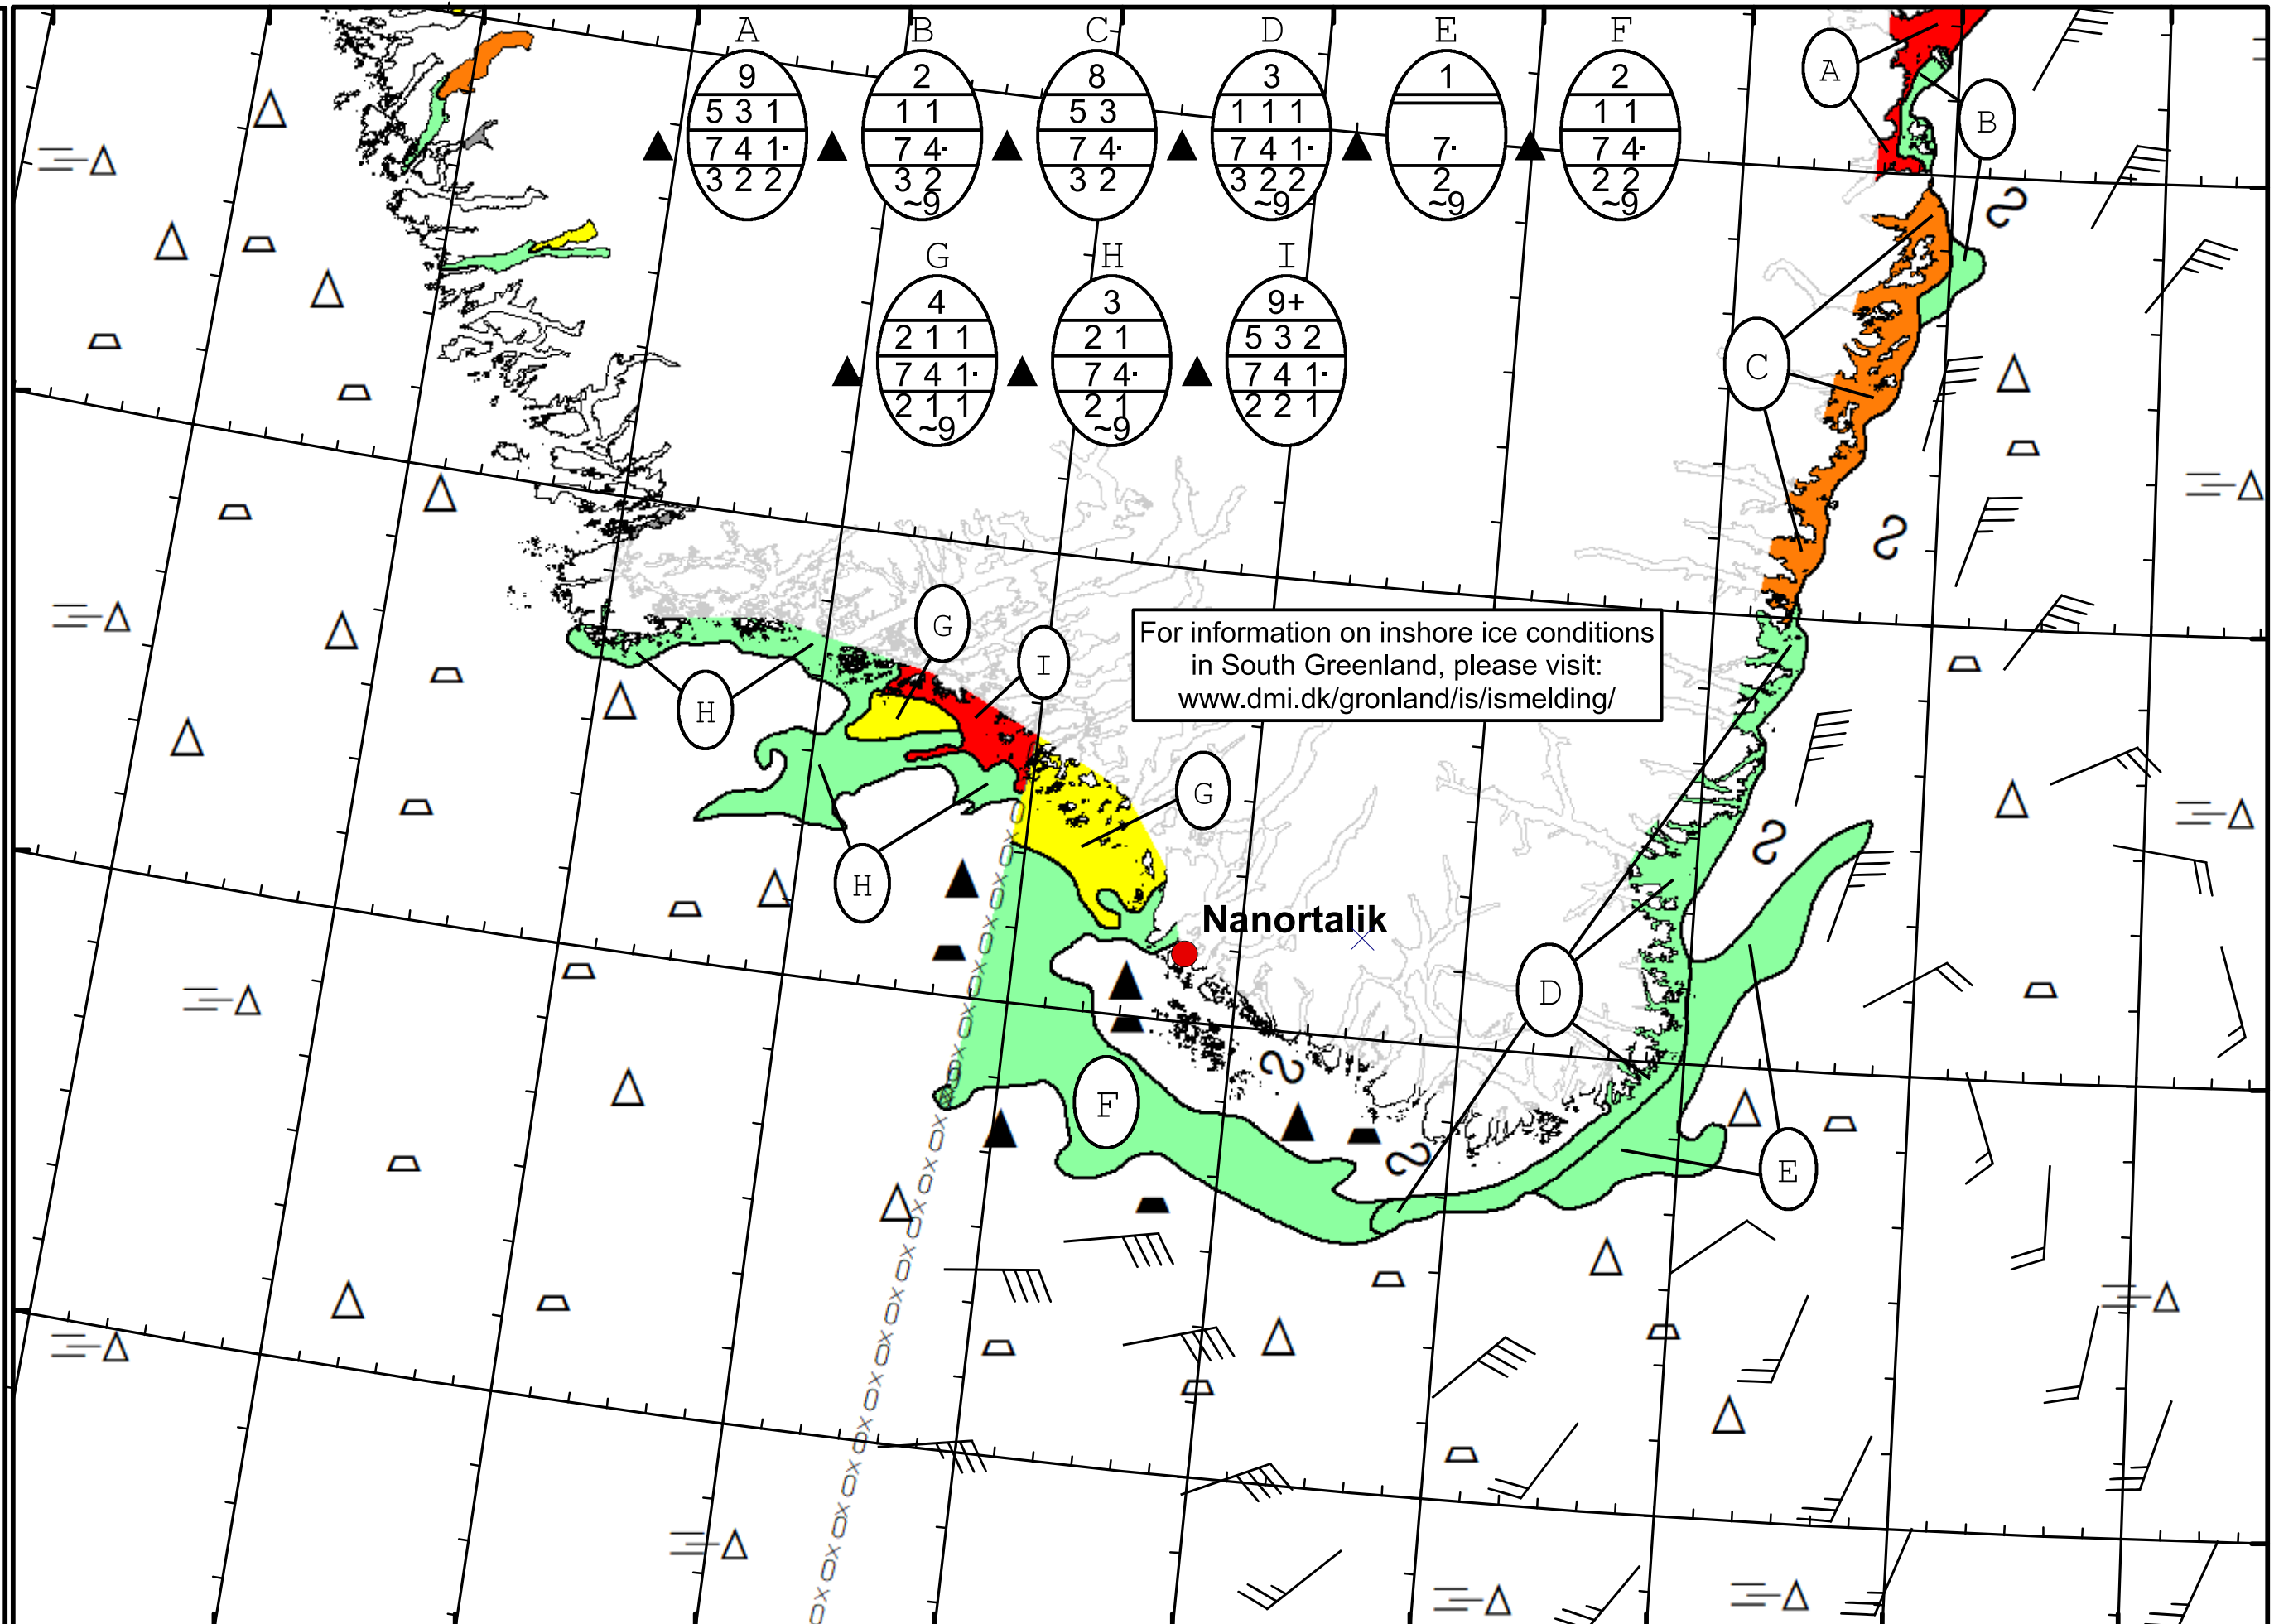 A B C D E F
9 2 8 3 1 2
5 3 1 1 1 5 3 1 1 1 1 1
7 4 1· 7 4· 7 4· 7 4 1· 7· 7 4·
3 2 2 3 2 3 2 3 2 2 2 2 2
~9 ~9 ~9 ~9
G H I
4 3 9+
2 1 1 2 1 5 3 2
7 4 1· 7 4· 7 4 1·
2 1 1 2 1 2 2 1
~9 ~9
A
B
C
G
I
H
For information on inshore ice conditions
in South Greenland, please visit:
www.dmi.dk/gronland/is/ismelding/
G
H
Nanortalik
D
F
E